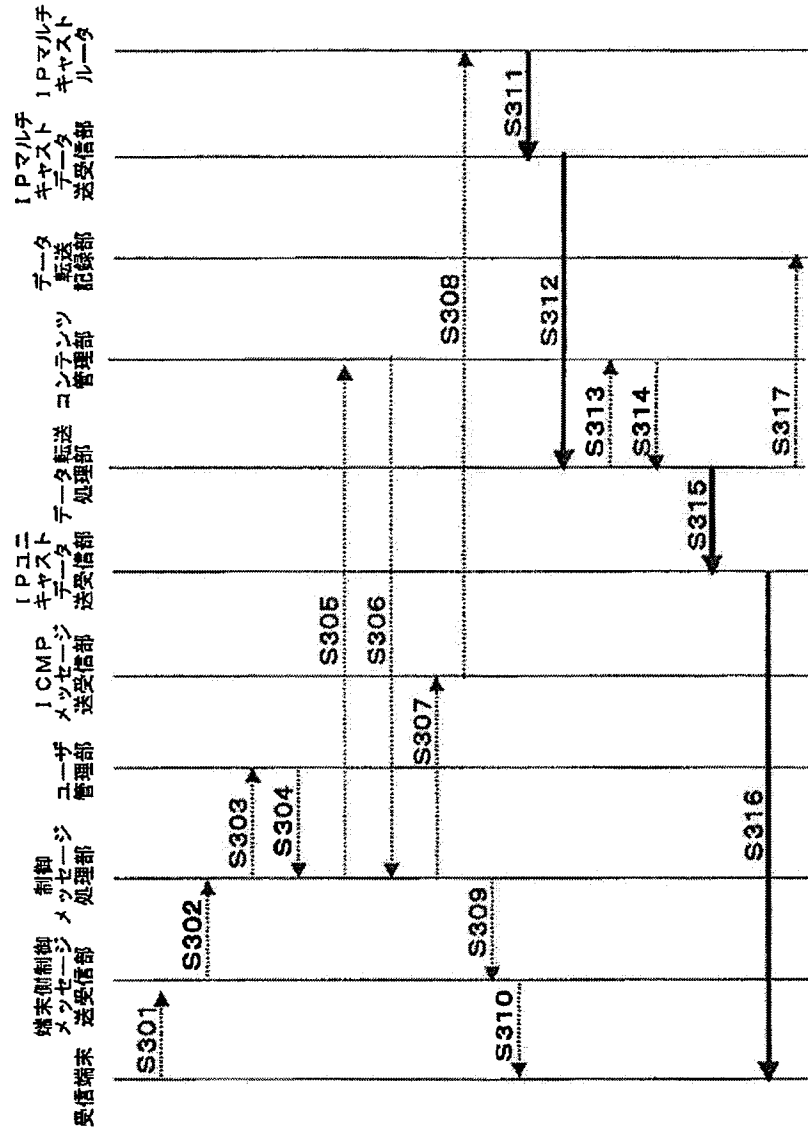 受信端末
端末側制御
メッセージ
送受信部
制御
メッセージ
処理部
ユーザ
管理部
ICMP
メッセージ
送受信部
IPユニ
キャスト
データ
送受信部
データ転送
処理部
コンテンツ
管理部
データ
転送
記録部
IPマルチ
キャスト
データ
送受信部
IPマルチ
キャスト
ルータ
S301
S302
S303
S304
S305
S306
S307
S308
S309
S310
S311
S312
S313
S314
S315
S316
S317